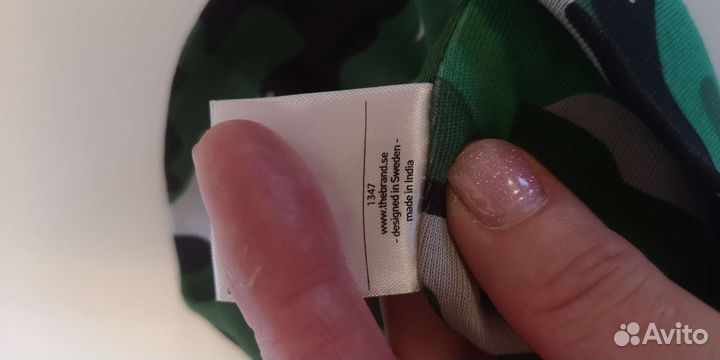 1347
www.thebrand.se
- designed in Sweden -
made in India
Avito